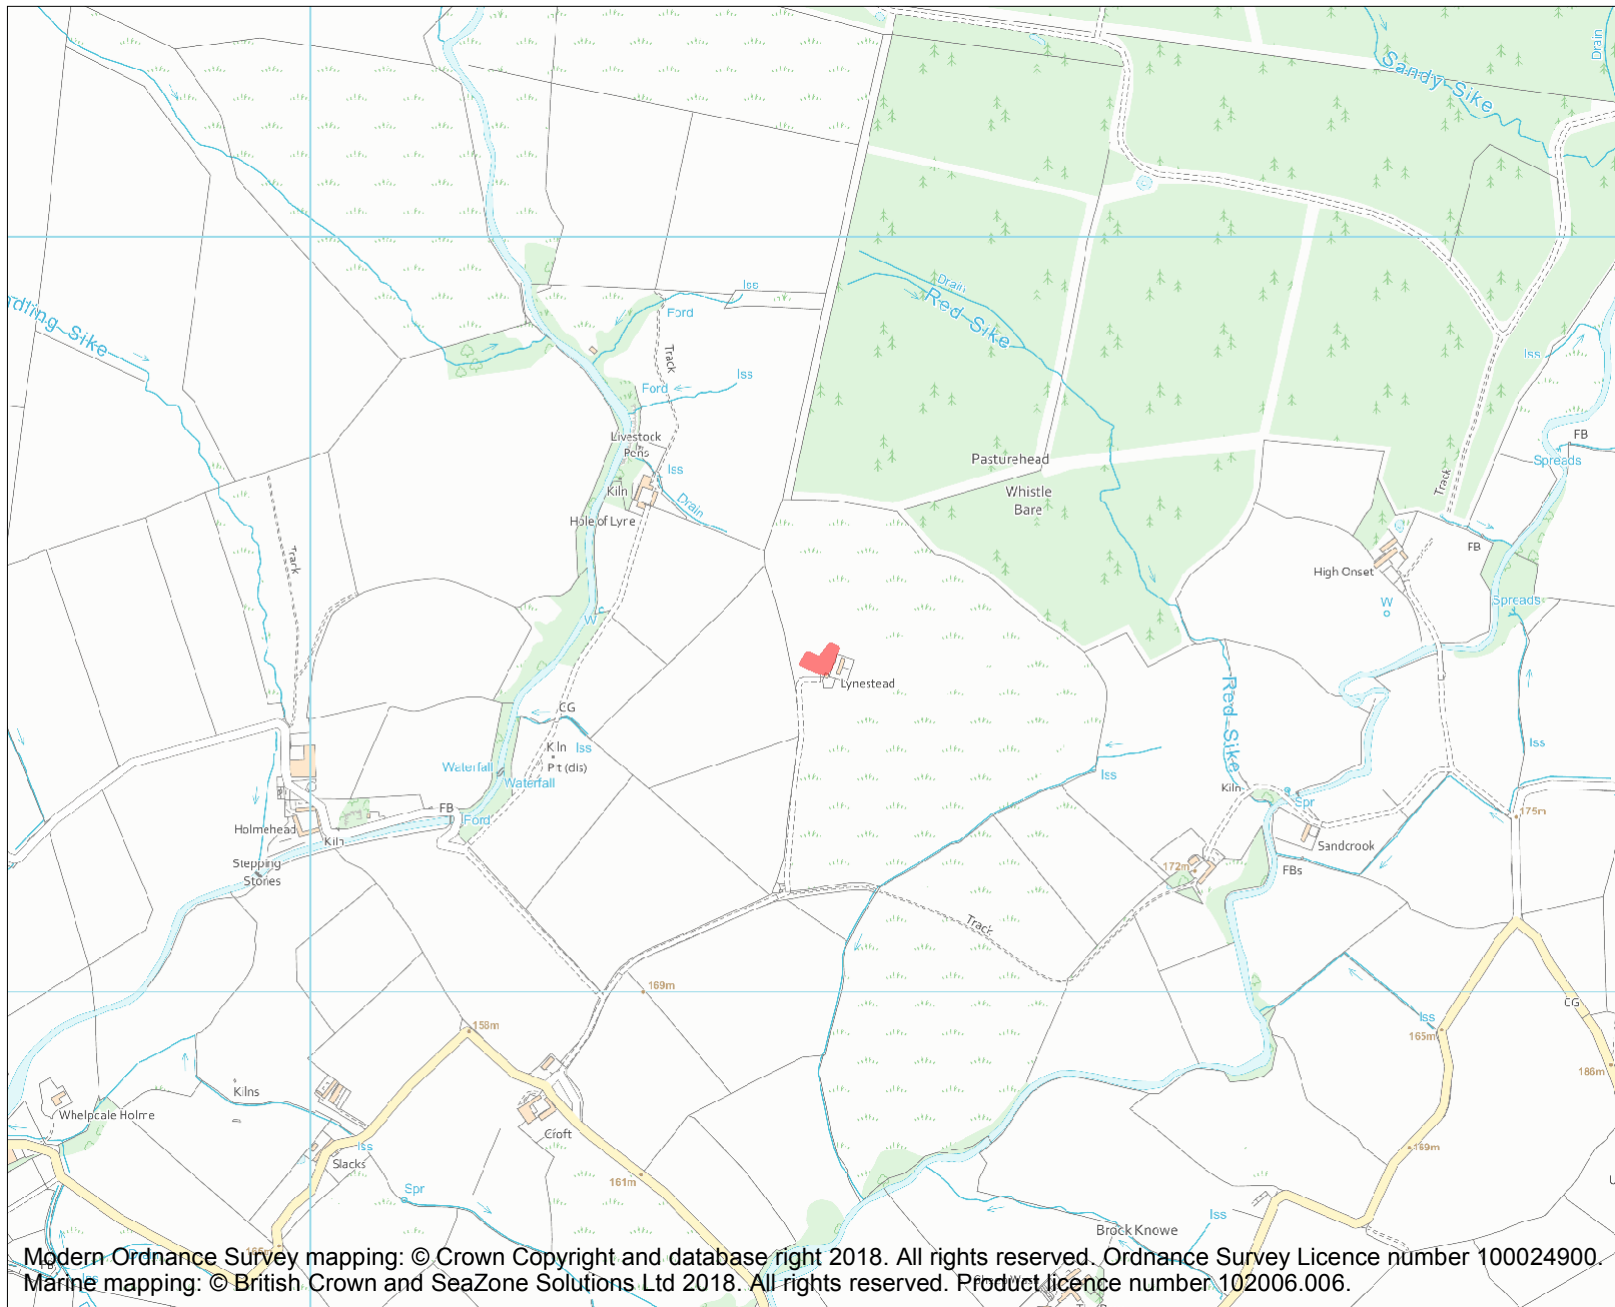 Sandy Sike
Drain
dling Sike
Iss
Ford
Track
Drain
Red Sike
Iss
Ford
Iss
FB
Spreads
Livestock
Pens
Iss
Kiln
Drain
Hole of Lyne
Pasturehead
Whistle
Bare
Track
Track
FB
High Onset
W
Spreads
W
Lynestead
Red Sike
CG
Kiln
Iss
Pit (dis)
Iss
Iss
Waterfall
Waterfall
Kiln
Spr
FB
Ford
175m
Holmehead
Kiln
Sandcrook
Stepping
Stones
172m
FBs
Track
169m
CG
158m
Iss
165m
186m
Kilns
Whelpcale Holme
Croft
Iss
Slacks
169m
161m
Spr
Iss
Brock Knowe
Modern Ordnance Survey mapping: © Crown Copyright and database right 2018. All rights reserved. Ordnance Survey Licence number 100024900.
Marine mapping: © British Crown and SeaZone Solutions Ltd 2018. All rights reserved. Product licence number 102006.006.